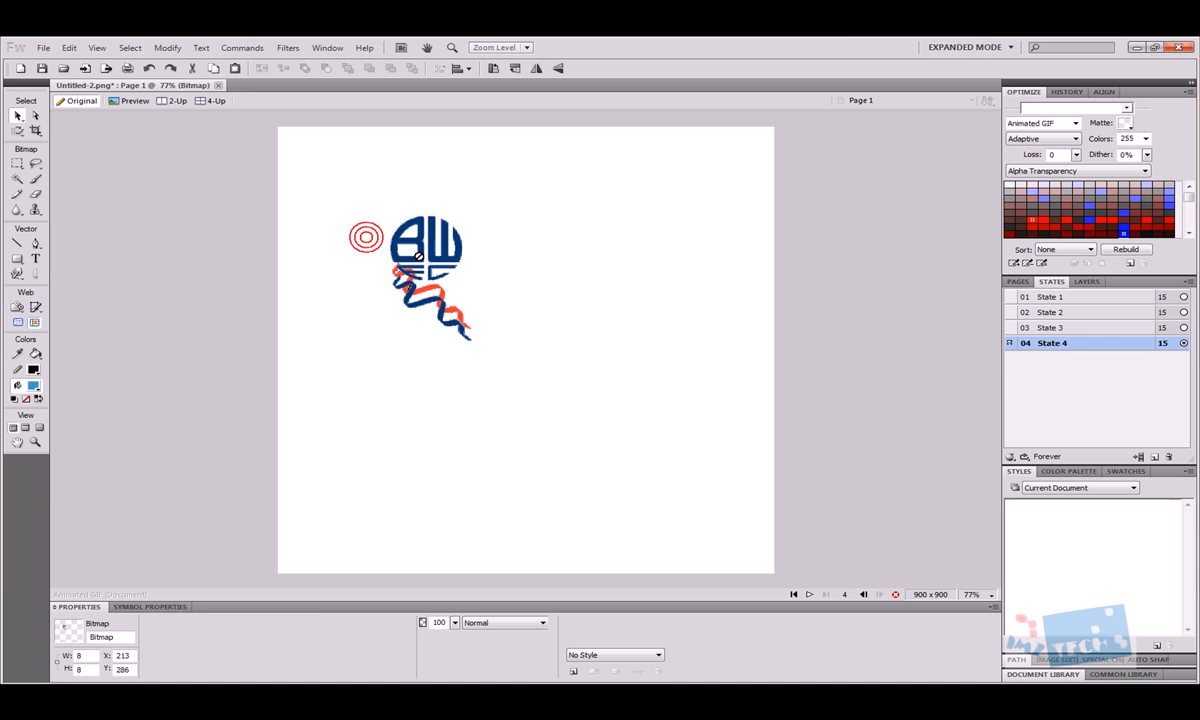 Fw File Edit View Select Modify Text Commands Filters Window Help Br Zoom Level EXPANDED MODE
Untitled-2.png* : Page 1 @ 77% (Bitmap)
Original Preview 2-Up 4-Up Page 1
Select
Bitmap
Vector
T
Web
Colors
View
BW
OPTIMIZE HISTORY ALIGN
Animated GIF Matte:
Adaptive Colors: 255
Loss: 0 Dither: 0%
Alpha Transparency
Sort: None Rebuild
PAGES STATES LAYERS
01 State 1 15
02 State 2 15
03 State 3 15
04 State 4 15
Forever
STYLES COLOR PALETTE SWATCHES
Current Document
Animated GIF (Document) 4 900 x 900 77%
PROPERTIES SYMBOL PROPERTIES
Bitmap 100 Normal
Bitmap
W: 8 X: 213 No Style
H: 8 Y: 286
PATH IMAGE EDIT SPECIAL CH AUTO SHAP
DOCUMENT LIBRARY COMMON LIBRARY